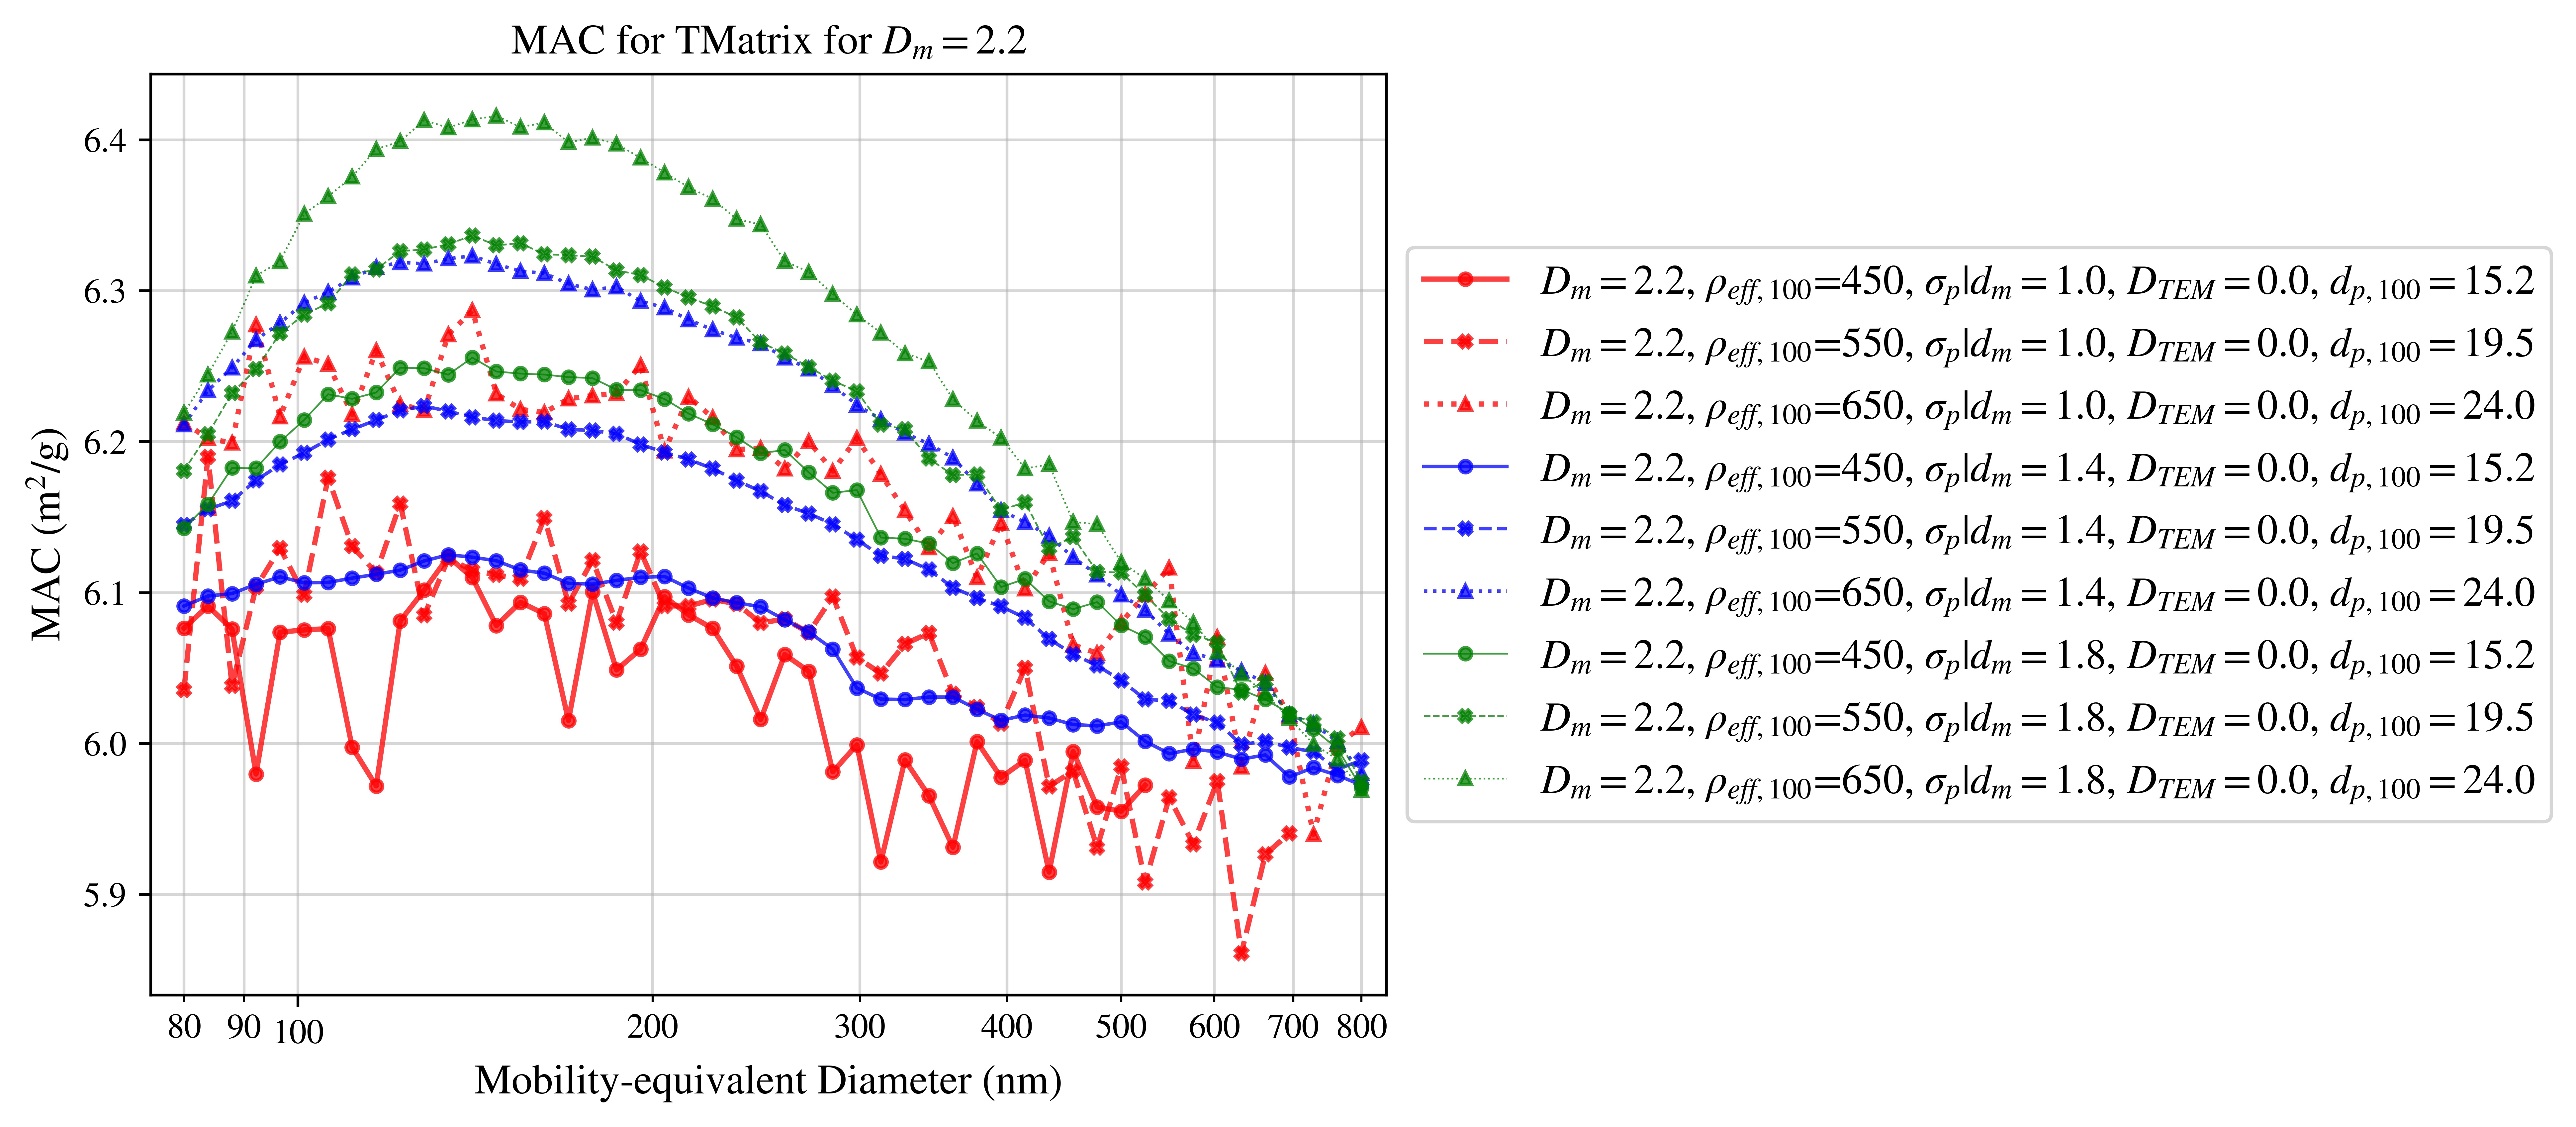 MAC for TMatrix for Dₘ = 2.2
MAC (m²/g)
6.4
6.3
6.2
6.1
6.0
5.9
80 90 100 200 300 400 500 600 700 800
Mobility-equivalent Diameter (nm)
D_m = 2.2, ρ_eff,100=450, σ_p|d_m = 1.0, D_TEM = 0.0, d_p,100 = 15.2
D_m = 2.2, ρ_eff,100=550, σ_p|d_m = 1.0, D_TEM = 0.0, d_p,100 = 19.5
D_m = 2.2, ρ_eff,100=650, σ_p|d_m = 1.0, D_TEM = 0.0, d_p,100 = 24.0
D_m = 2.2, ρ_eff,100=450, σ_p|d_m = 1.4, D_TEM = 0.0, d_p,100 = 15.2
D_m = 2.2, ρ_eff,100=550, σ_p|d_m = 1.4, D_TEM = 0.0, d_p,100 = 19.5
D_m = 2.2, ρ_eff,100=650, σ_p|d_m = 1.4, D_TEM = 0.0, d_p,100 = 24.0
D_m = 2.2, ρ_eff,100=450, σ_p|d_m = 1.8, D_TEM = 0.0, d_p,100 = 15.2
D_m = 2.2, ρ_eff,100=550, σ_p|d_m = 1.8, D_TEM = 0.0, d_p,100 = 19.5
D_m = 2.2, ρ_eff,100=650, σ_p|d_m = 1.8, D_TEM = 0.0, d_p,100 = 24.0